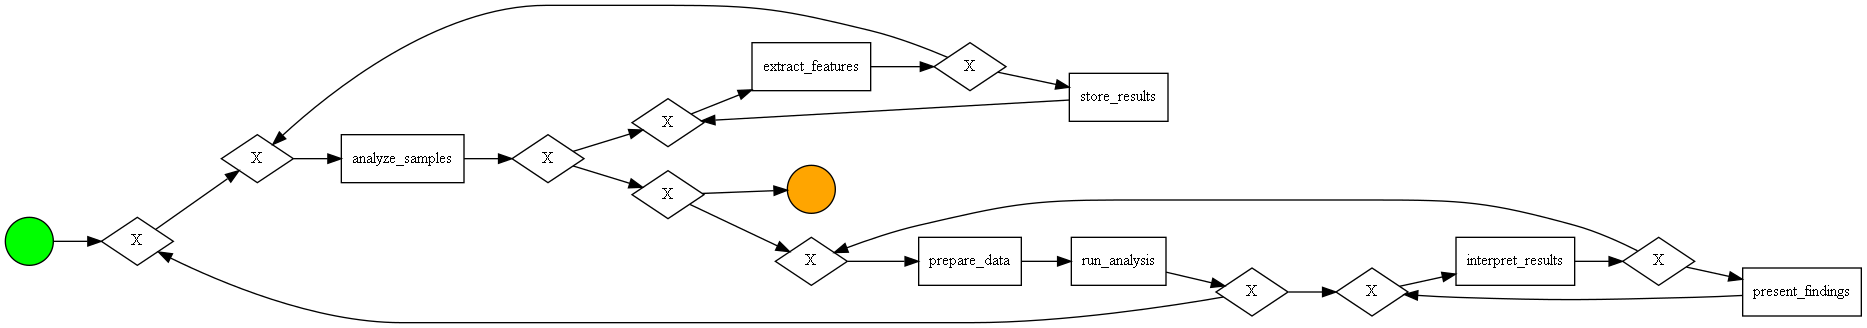 X
extract_features
X
store_results
X
analyze_samples
X
X
X
X
prepare_data
run_analysis
X
X
interpret_results
X
present_findings